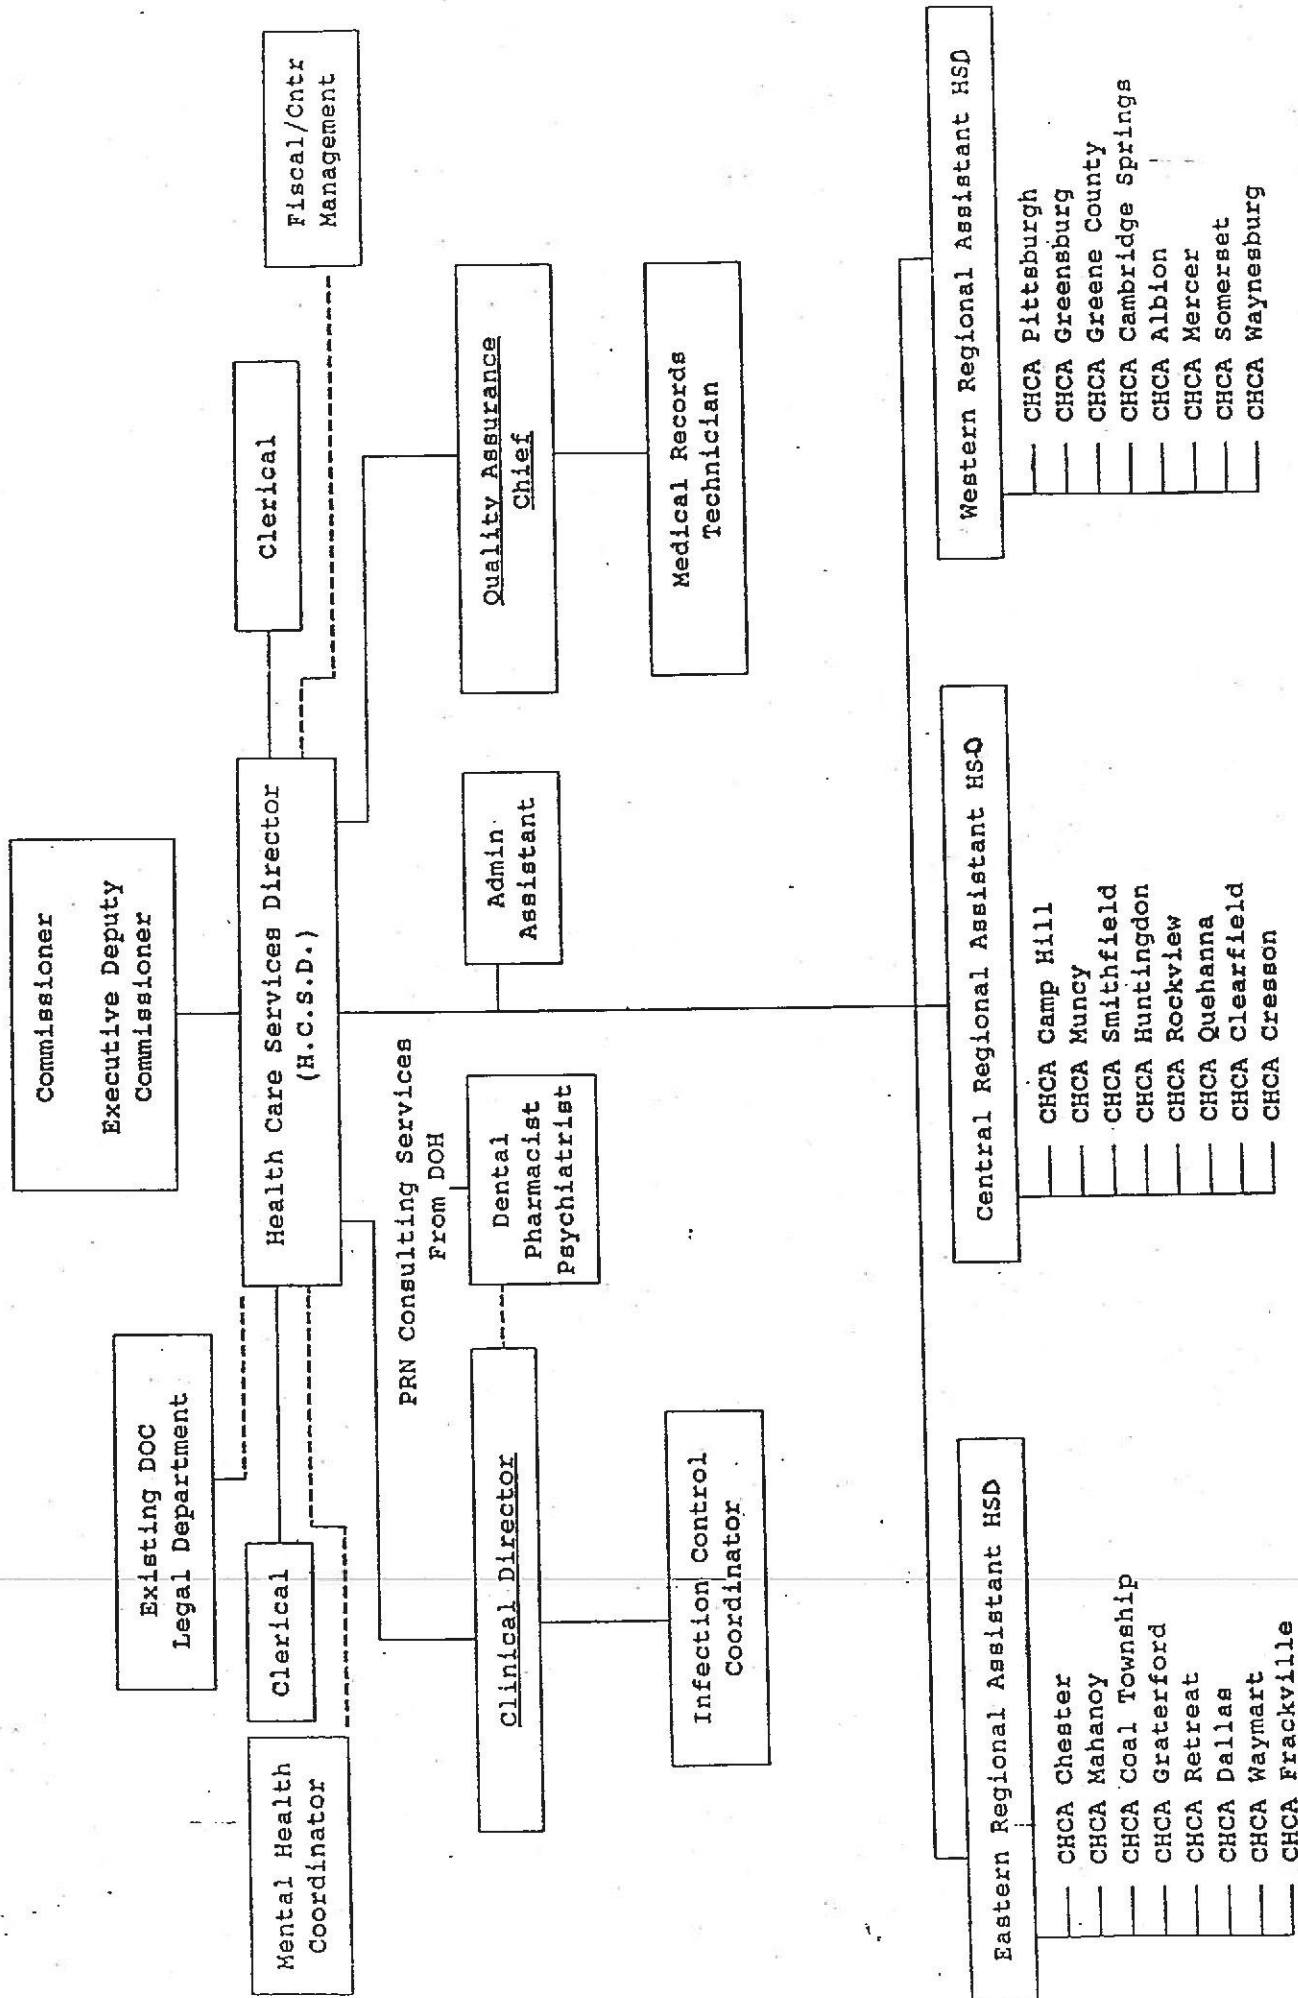 Commissioner
Executive Deputy
Commissioner
Existing DOC
Legal Department
Fiscal/Cntr
Management
Mental Health
Coordinator
Clerical
Health Care Services Director
(H.C.S.D.)
Clerical
PRN Consulting Services
From DOH
Clinical Director
Dental
Pharmacist
Psychiatrist
Admin
Assistant
Quality Assurance
Chief
Infection Control
Coordinator
Medical Records
Technician
Eastern Regional Assistant HSD
CHCA Chester
CHCA Mahanoy
CHCA Coal Township
CHCA Graterford
CHCA Retreat
CHCA Dallas
CHCA Waymart
CHCA Frackville
Central Regional Assistant HSD
CHCA Camp Hill
CHCA Muncy
CHCA Smithfield
CHCA Huntingdon
CHCA Rockview
CHCA Quehanna
CHCA Clearfield
CHCA Cresson
Western Regional Assistant HSD
CHCA Pittsburgh
CHCA Greensburg
CHCA Greene County
CHCA Cambridge Springs
CHCA Albion
CHCA Mercer
CHCA Somerset
CHCA Waynesburg